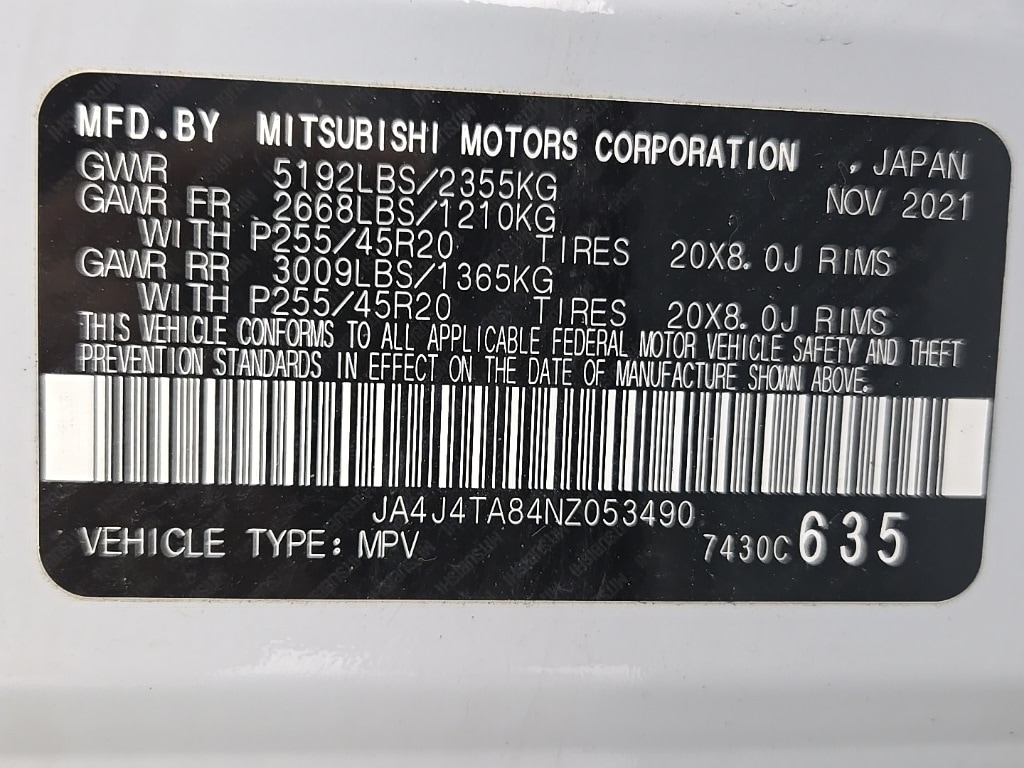 MFD.BY MITSUBISHI MOTORS CORPORATION , JAPAN
GVWR 5192LBS/2355KG NOV 2021
GAWR FR 2668LBS/1210KG
WITH P255/45R20 TIRES 20X8.0J RIMS
GAWR RR 3009LBS/1365KG
WITH P255/45R20 TIRES 20X8.0J RIMS
THIS VEHICLE CONFORMS TO ALL APPLICABLE FEDERAL MOTOR VEHICLE SAFETY AND THEFT
PREVENTION STANDARDS IN EFFECT ON THE DATE OF MANUFACTURE SHOWN ABOVE.
JA4J4TA84NZ053490
VEHICLE TYPE: MPV 7430C 635